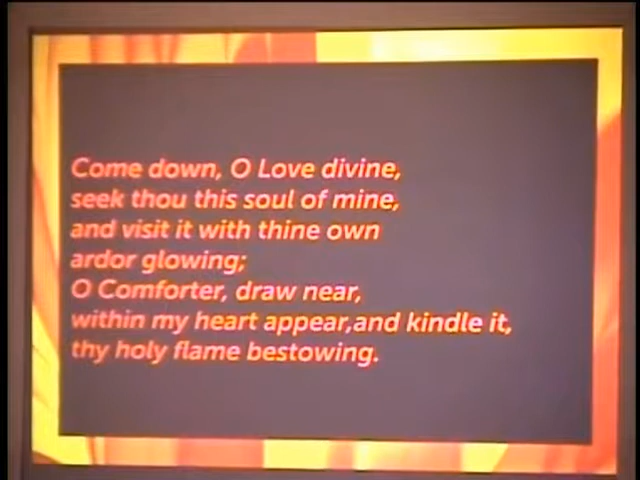 Come down, O Love divine,
seek thou this soul of mine,
and visit it with thine own
ardor glowing;
O Comforter, draw near,
within my heart appear,and kindle it,
thy holy flame bestowing.